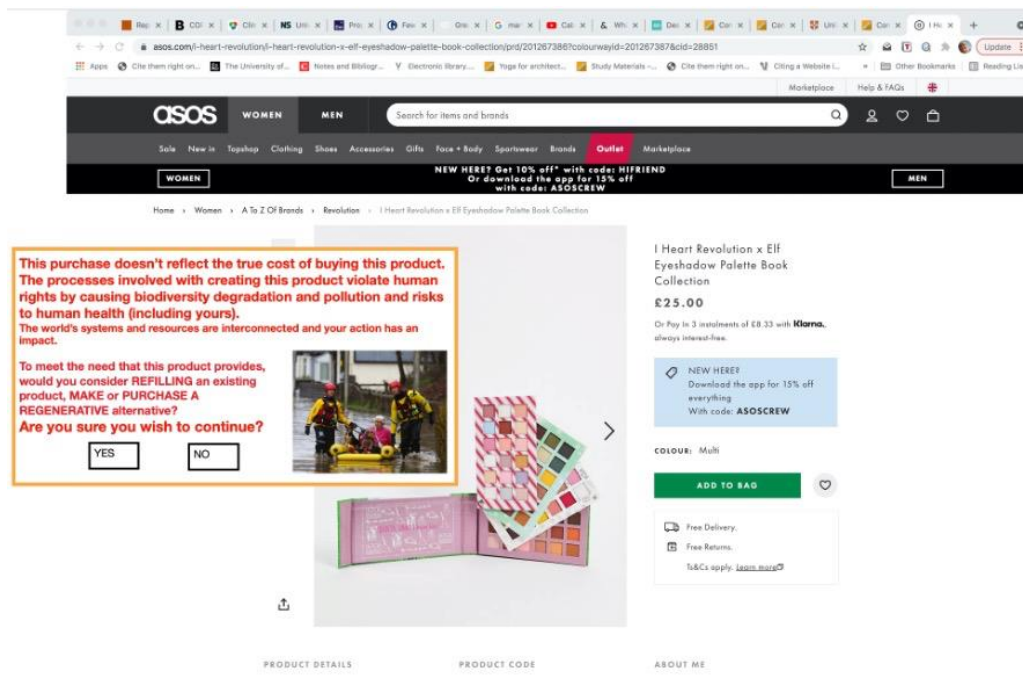 Update
asos.com/i-heart-revolution/i-heart-revolution-x-elf-eyeshadow-palette-book-collection/prd/201267386?colourwayid=201267387&cid=28851
Apps Cite them right on... The University of... Notes and Bibliogr... Electronic library.... Yoga for architect... Study Materials -... Cite them right on... Citing a Website i... » Other Bookmarks Reading Lis
Marketplace Help & FAQs
asos WOMEN MEN Search for items and brands
Sale New in Topshop Clothing Shoes Accessories Gifts Face + Body Sportswear Brands Outlet Marketplace
WOMEN
NEW HERE? Get 10% off* with code: HIFRIEND
Or download the app for 15% off
with code: ASOSCREW
MEN
Home › Women › A To Z Of Brands › Revolution › I Heart Revolution x Elf Eyeshadow Palette Book Collection
This purchase doesn't reflect the true cost of buying this product.
The processes involved with creating this product violate human
rights by causing biodiversity degradation and pollution and risks
to human health (including yours).
The world's systems and resources are interconnected and your action has an
impact.
To meet the need that this product provides,
would you consider REFILLING an existing
product, MAKE or PURCHASE A
REGENERATIVE alternative?
Are you sure you wish to continue?
YES NO
I Heart Revolution x Elf
Eyeshadow Palette Book
Collection
£25.00
Or Pay in 3 instalments of £8.33 with Klarna.,
always interest-free.
NEW HERE?
Download the app for 15% off
everything
With code: ASOSCREW
COLOUR: Multi
ADD TO BAG
Free Delivery.
Free Returns.
Ts&Cs apply. Learn more
PRODUCT DETAILS PRODUCT CODE ABOUT ME